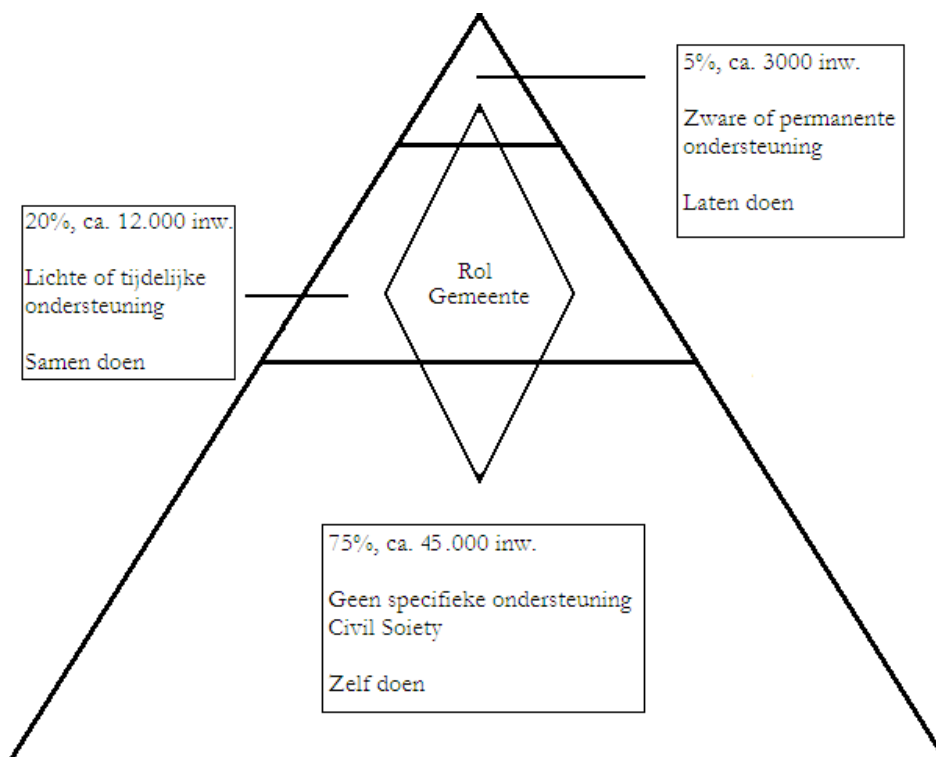 5%, ca. 3000 inw.
Zware of permanente
ondersteuning
Laten doen
20%, ca. 12.000 inw.
Lichte of tijdelijke
ondersteuning
Samen doen
Rol
Gemeente
75%, ca. 45.000 inw.
Geen specifieke ondersteuning
Civil Soiety
Zelf doen